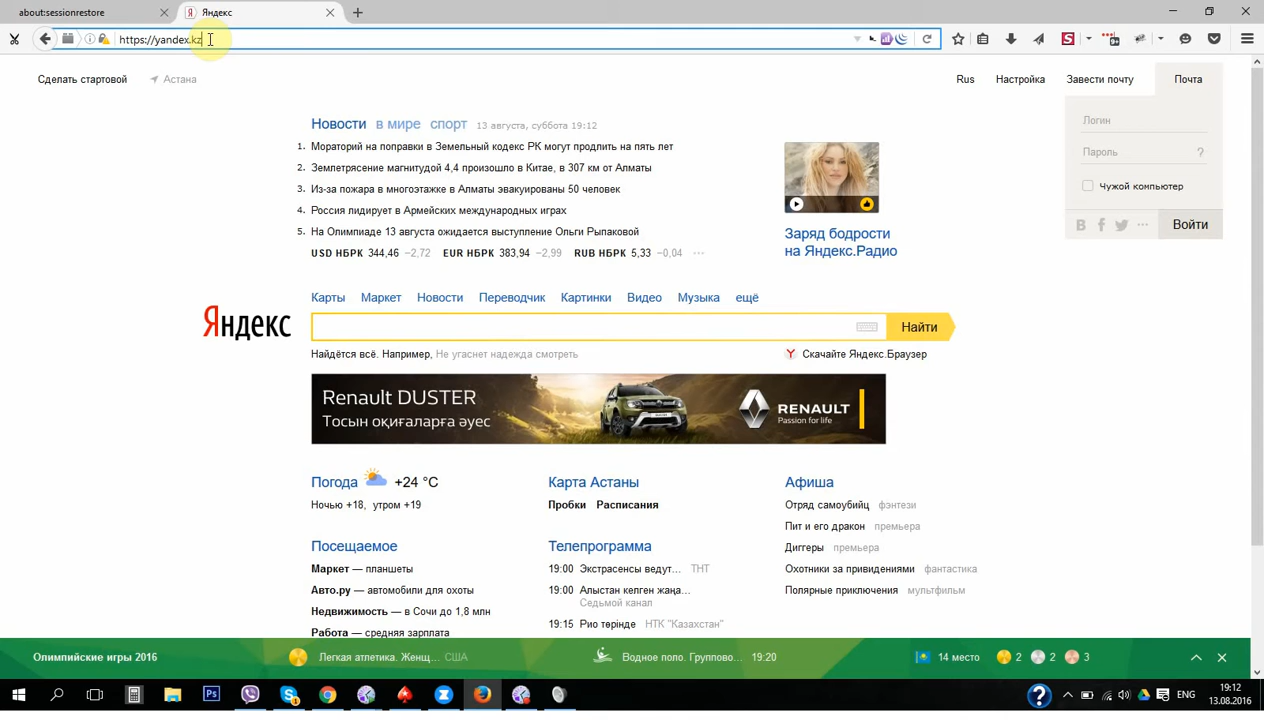 about:sessionrestore
Яндекс
https://yandex.kz
Сделать стартовой
Астана
Rus
Настройка
Завести почту
Почта
Логин
Пароль
?
Чужой компьютер
Войти
Новости в мире спорт 13 августа, суббота 19:12
1. Мораторий на поправки в Земельный кодекс РК могут продлить на пять лет
2. Землетрясение магнитудой 4,4 произошло в Китае, в 307 км от Алматы
3. Из-за пожара в многоэтажке в Алматы эвакуированы 50 человек
4. Россия лидирует в Армейских международных играх
5. На Олимпиаде 13 августа ожидается выступление Ольги Рыпаковой
USD НБРК 344,46 −2,72 EUR НБРК 383,94 −2,99 RUB НБРК 5,33 −0,04
Заряд бодрости
на Яндекс.Радио
Карты Маркет Новости Переводчик Картинки Видео Музыка ещё
Яндекс
Найти
Найдётся всё. Например, Не угаснет надежда смотреть
Скачайте Яндекс.Браузер
Renault DUSTER
Тосын оқиғаларға әуес
RENAULT
Passion for life
Погода +24 °C
Ночью +18, утром +19
Карта Астаны
Пробки Расписания
Афиша
Отряд самоубийц фэнтези
Пит и его дракон премьера
Диггеры премьера
Охотники за привидениями фантастика
Полярные приключения мультфильм
Посещаемое
Маркет — планшеты
Авто.ру — автомобили для охоты
Недвижимость — в Сочи до 1,8 млн
Работа — средняя зарплата
Телепрограмма
19:00 Экстрасенсы ведут... ТНТ
19:00 Алыстан келген жаңа...
Седьмой канал
19:15 Рио төрінде НТК "Казахстан"
Олимпийские игры 2016
Легкая атлетика. Женщ... США
Водное поло. Группово... 19:20
14 место 2 2 3
ENG
19:12
13.08.2016